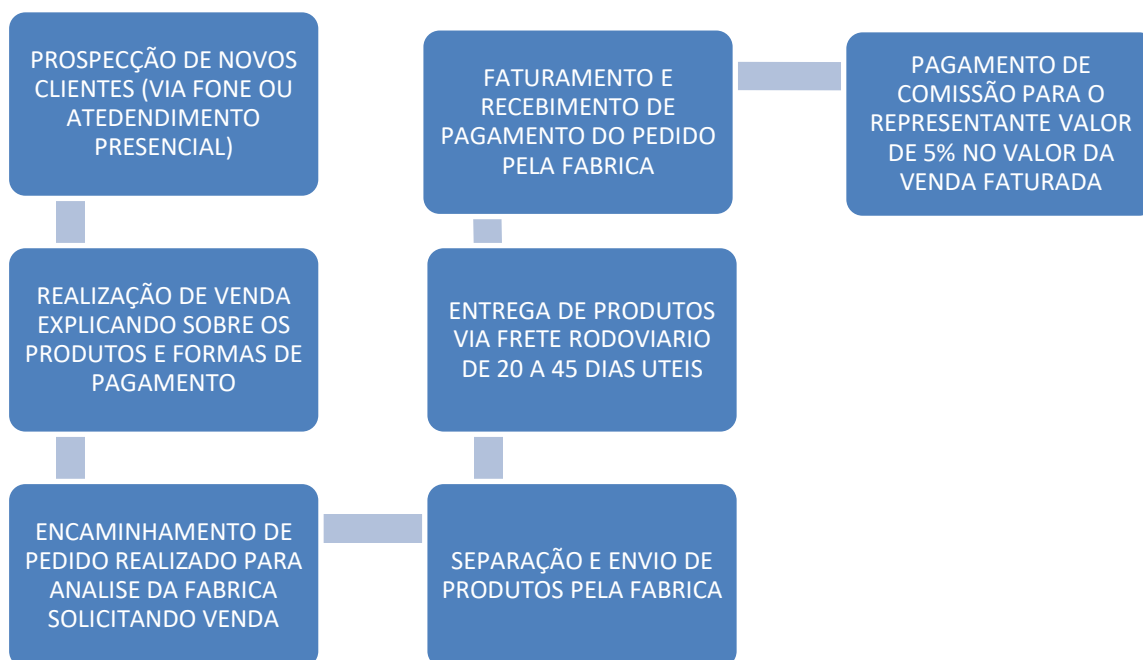 PROSPECÇÃO DE NOVOS
CLIENTES (VIA FONE OU
ATEDENDIMENTO
PRESENCIAL)
REALIZAÇÃO DE VENDA
EXPLICANDO SOBRE OS
PRODUTOS E FORMAS DE
PAGAMENTO
ENCAMINHAMENTO DE
PEDIDO REALIZADO PARA
ANALISE DA FABRICA
SOLICITANDO VENDA
SEPARAÇÃO E ENVIO DE
PRODUTOS PELA FABRICA
ENTREGA DE PRODUTOS
VIA FRETE RODOVIARIO
DE 20 A 45 DIAS UTEIS
FATURAMENTO E
RECEBIMENTO DE
PAGAMENTO DO PEDIDO
PELA FABRICA
PAGAMENTO DE
COMISSÃO PARA O
REPRESENTANTE VALOR
DE 5% NO VALOR DA
VENDA FATURADA